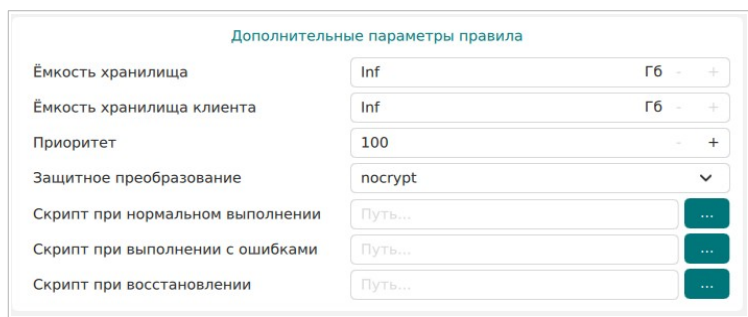 Дополнительные параметры правила
Ёмкость хранилища Inf Гб - +
Ёмкость хранилища клиента Inf Гб - +
Приоритет 100 - +
Защитное преобразование nocrypt
Скрипт при нормальном выполнении Путь... ...
Скрипт при выполнении с ошибками Путь... ...
Скрипт при восстановлении Путь... ...